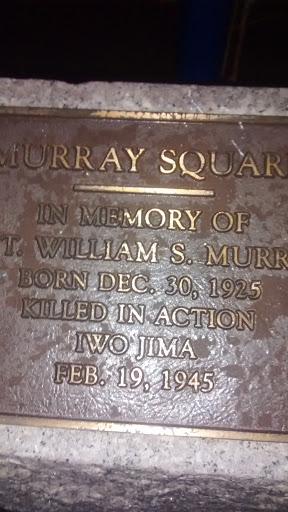 MURRAY SQUAR
IN MEMORY OF
T. WILLIAM S. MURR
BORN DEC. 30, 1925
KILLED IN ACTION
IWO JIMA
FEB. 19, 1945